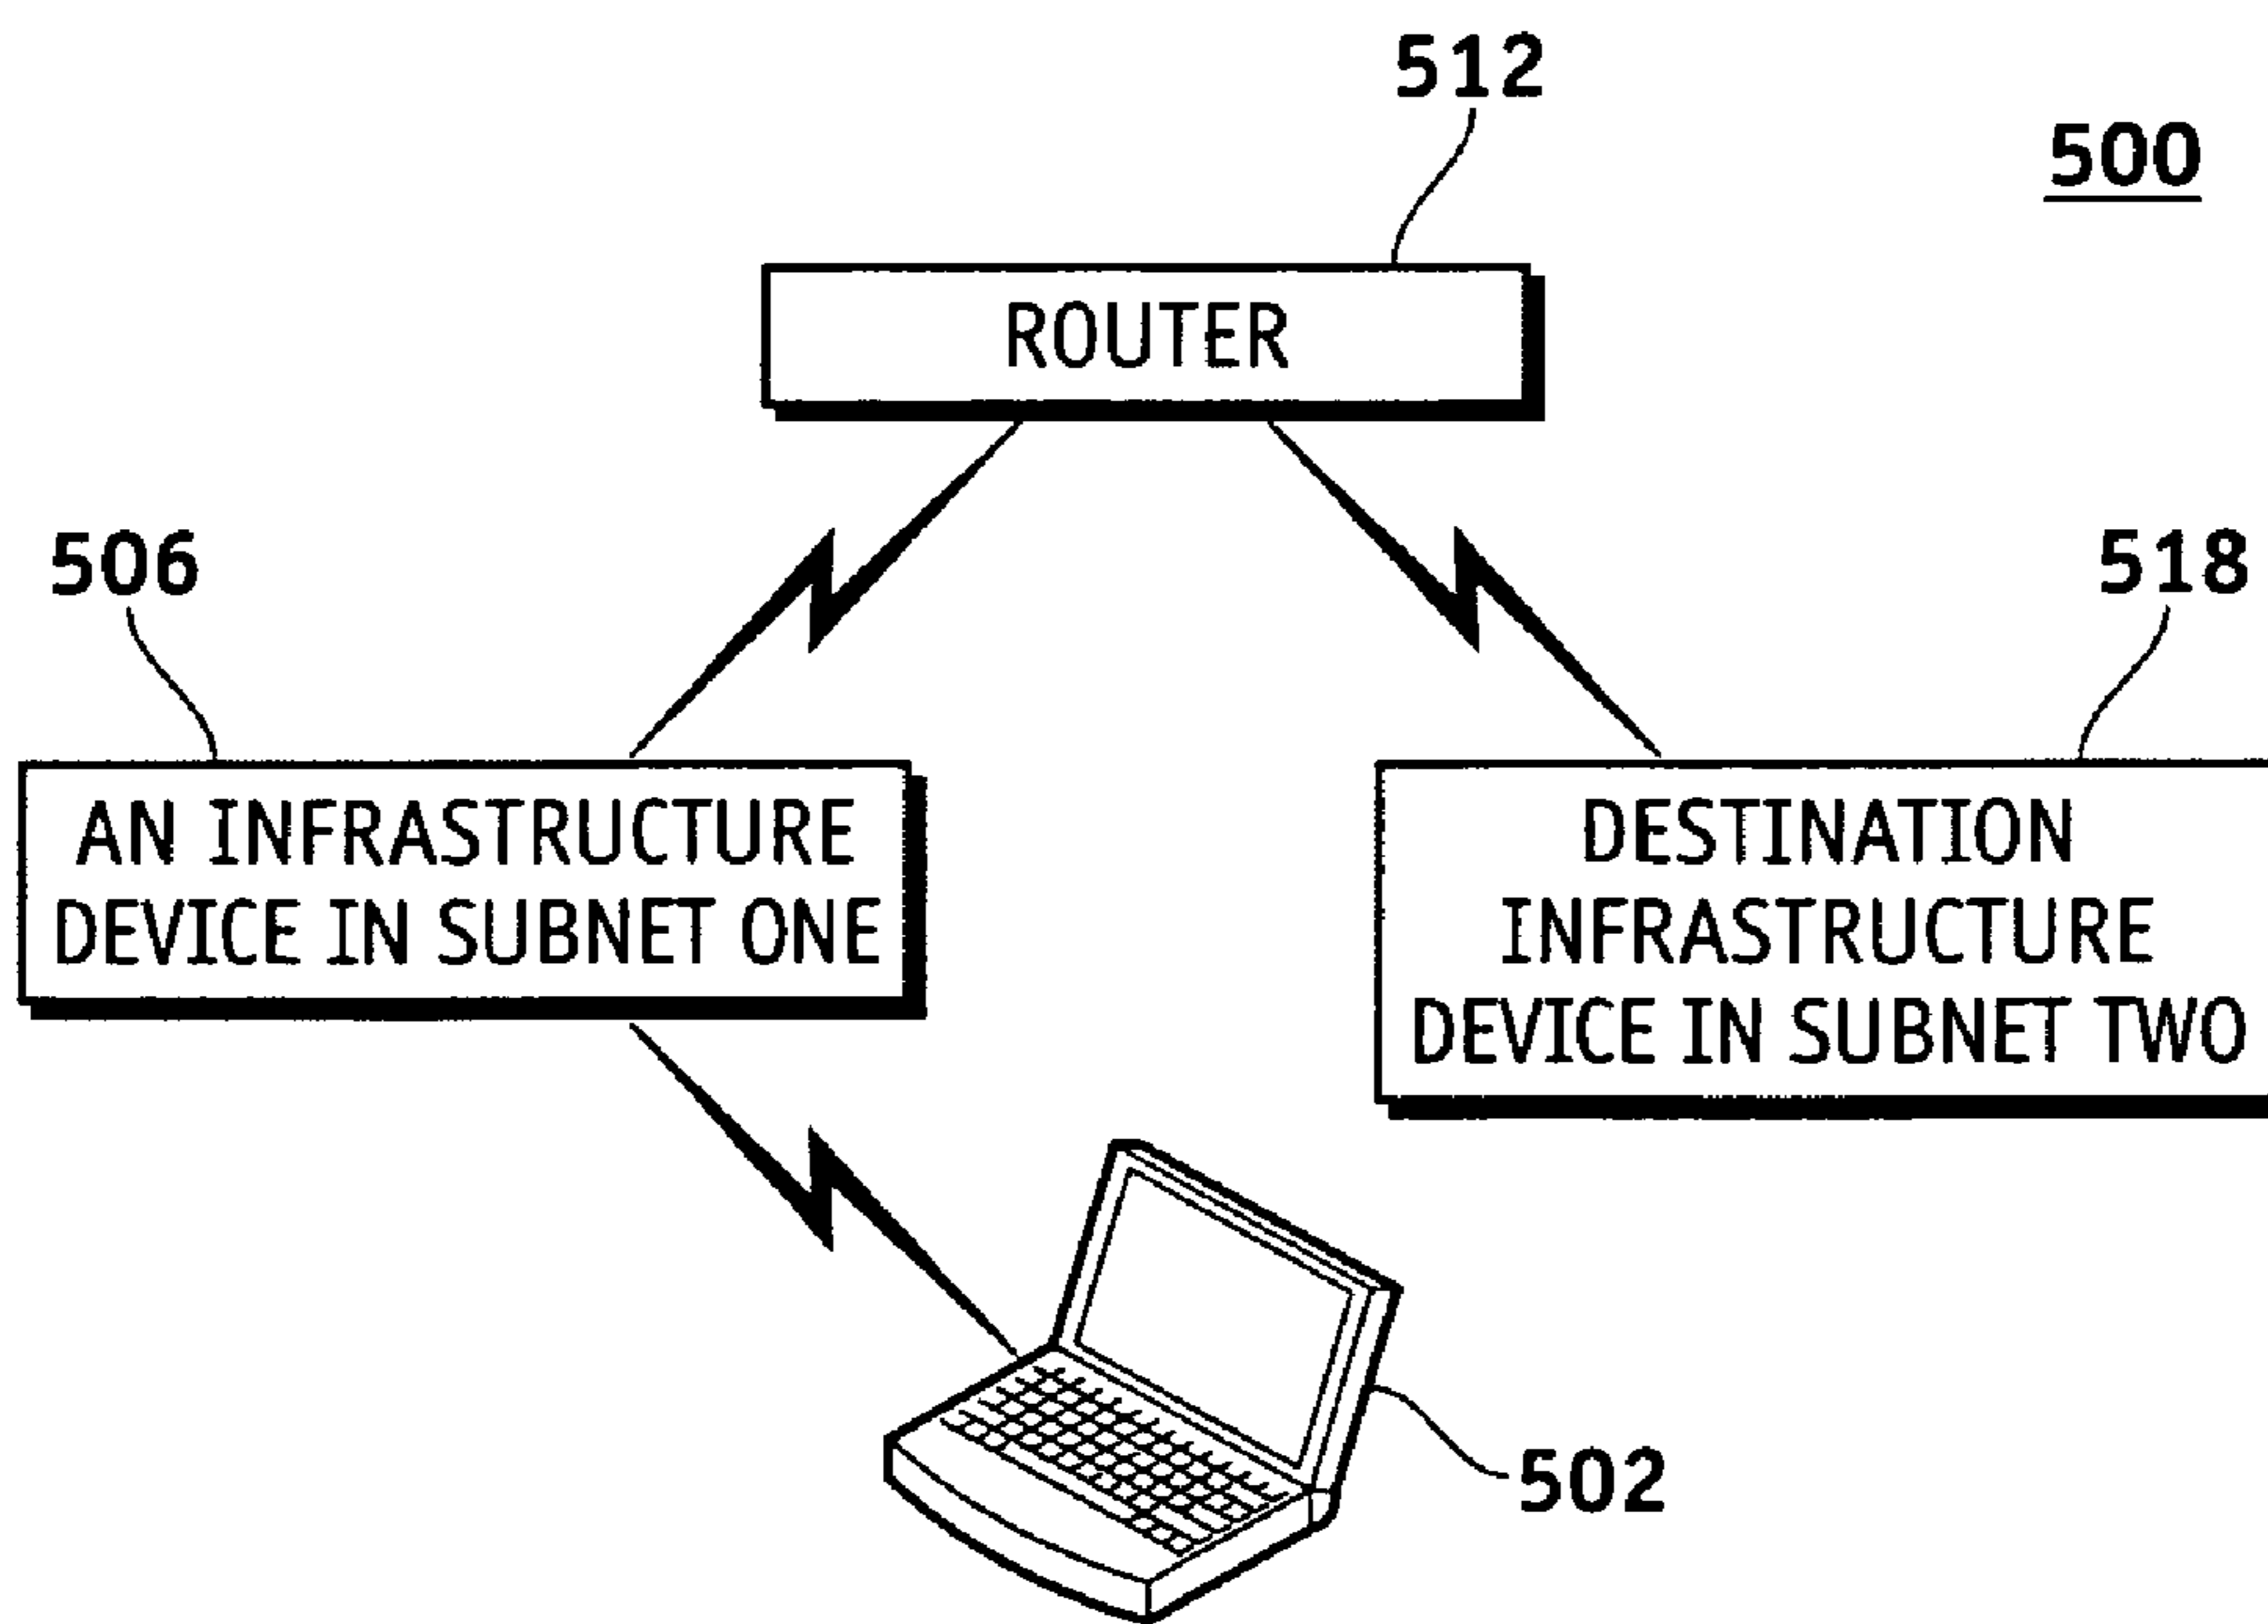 512
500
ROUTER
506
518
AN INFRASTRUCTURE
DEVICE IN SUBNET ONE
DESTINATION
INFRASTRUCTURE
DEVICE IN SUBNET TWO
502